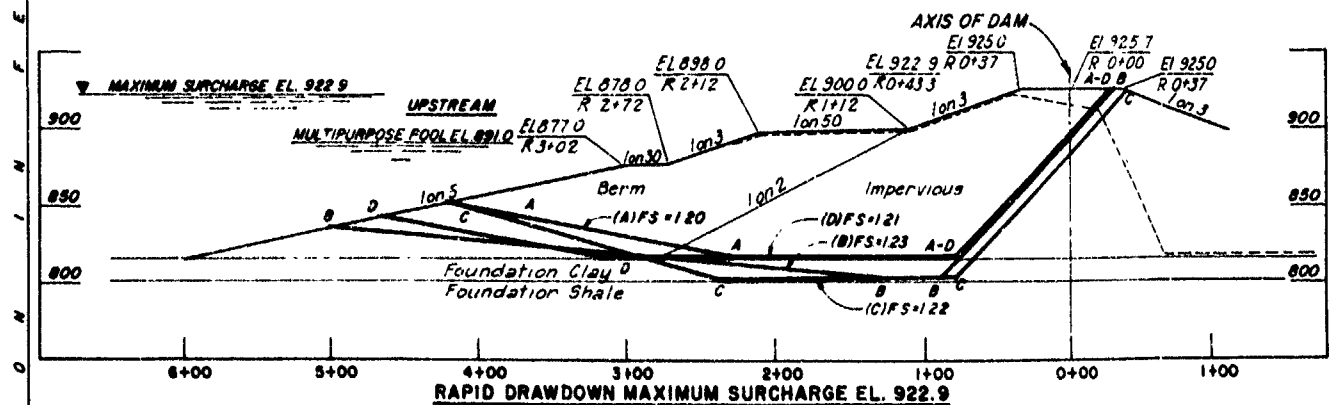 E
F
N
I
N
O
AXIS OF DAM
EL 925.0
R 0+37
EL 925.7
R 0+00
A-D B
EL 925.0
R 0+37
C
1 on 3
MAXIMUM SURCHARGE EL. 922.9
EL 898.0
R 2+12
EL 922.9
R 0+43.3
EL 900.0
R 1+12
1 on 3
UPSTREAM
EL 878.0
R 2+72
1 on 50
900
900
MULTIPURPOSE POOL EL. 891.0
EL 877.0
R 3+02
1 on 3
1 on 30
Berm
1 on 2
Impervious
850
850
1 on 5
B
D
C
A
(A) FS=1.20
(D) FS=1.21
(B) FS=1.23
A
A-D
D
Foundation Clay
800
800
Foundation Shale
C
B
B
C
(C) FS=1.22
6+00
5+00
4+00
3+00
2+00
1+00
0+00
1+00
RAPID DRAWDOWN MAXIMUM SURCHARGE EL. 922.9